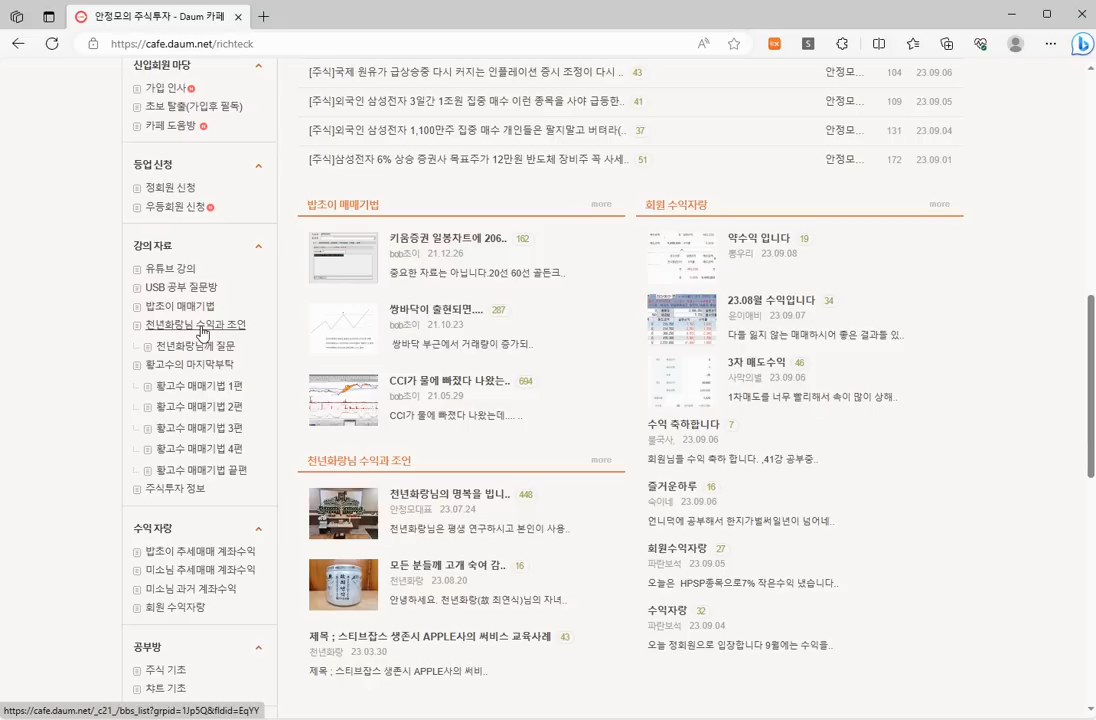 안정모의 주식투자 - Daum 카페
https://cafe.daum.net/richteck
신입회원 마당
가입 인사
초보 탈출(가입후 필독)
카페 도움방
등업 신청
정회원 신청
우등회원 신청
강의 자료
유튜브 강의
USB 공부 질문방
밥조이 매매기법
천년화랑님 수익과 조언
천년화랑님께 질문
황고수의 마지막부탁
황고수 매매기법 1편
황고수 매매기법 2편
황고수 매매기법 3편
황고수 매매기법 4편
황고수 매매기법 끝편
주식투자 정보
수익 자랑
밥조이 추세매매 계좌수익
미소님 추세매매 계좌수익
미소님 과거 계좌수익
회원 수익자랑
공부방
주식 기초
챠트 기초
https://cafe.daum.net/_c21_/bbs_list?grpid=1Jp5Q&fldid=EqYY
[주식]국제 원유가 급상승중 다시 커지는 인플레이션 증시 조정이 다시 .. 43 안정모... 104 23.09.06
[주식]외국인 삼성전자 3일간 1조원 집중 매수 이런 종목을 사야 급등한.. 41 안정모... 109 23.09.05
[주식]외국인 삼성전자 1,100만주 집중 매수 개인들은 팔지말고 버텨라(.. 37 안정모... 131 23.09.04
[주식]삼성전자 6% 상승 증권사 목표주가 12만원 반도체 장비주 꼭 사세.. 51 안정모... 172 23.09.01
밥조이 매매기법 more
키움증권 일봉차트에 206.. 162
bob조이 21.12.26
중요한 자료는 아닙니다.20선 60선 골든크..
쌍바닥이 출현되면.... 287
bob조이 21.10.23
쌍바닥 부근에서 거래량이 증가되..
CCI가 물에 빠졌다 나왔는.. 694
bob조이 21.05.29
CCI가 물에 빠졌다 나왔는데.... ..
천년화랑님 수익과 조언 more
천년화랑님의 명복을 빕니.. 448
안정모대표 23.07.24
천년화랑님은 평생 연구하시고 본인이 사용..
모든 분들께 고개 숙여 감.. 16
천년화랑 23.08.20
안녕하세요. 천년화랑(故 최연식)님의 자녀..
제목 ; 스티브잡스 생존시 APPLE사의 써비스 교육사례 43
천년화랑 23.03.30
제목 ; 스티브잡스 생존시 APPLE사의 써비..
회원 수익자랑 more
약수익 입니다 19
뽕우리 23.09.08
23.08월 수익입니다 34
윤이애비 23.09.07
다들 잃지 않는 매매하시어 좋은 결과들 있..
3차 매도수익 46
사막의별 23.09.06
1차매도를 너무 빨리해서 속이 많이 상해..
수익 축하합니다 7
불국사, 23.09.06
회원님들 수익 축하 합니다. ,41강 공부중..
즐거운하루 16
숙이네 23.09.06
언니믹에 공부해서 한지가벌써일년이 넘어네..
회원수익자랑 27
파란보석 23.09.05
오늘은 HPSP종목으로7% 작은수익 냈습니다..
수익자랑 32
파란보석 23.09.04
오늘 정회원으로 입장합니다 9월에는 수익을..